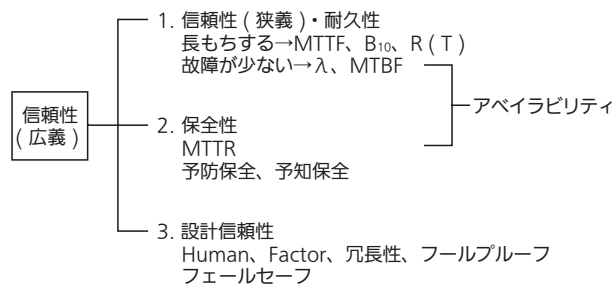 1. 信頼性 ( 狭義 )・耐久性
長もちする→MTTF、B₁₀、R ( T )
故障が少ない→λ、MTBF
アベイラビリティ
信頼性
( 広義 )
2. 保全性
MTTR
予防保全、予知保全
3. 設計信頼性
Human、Factor、冗長性、フールプルーフ
フェールセーフ